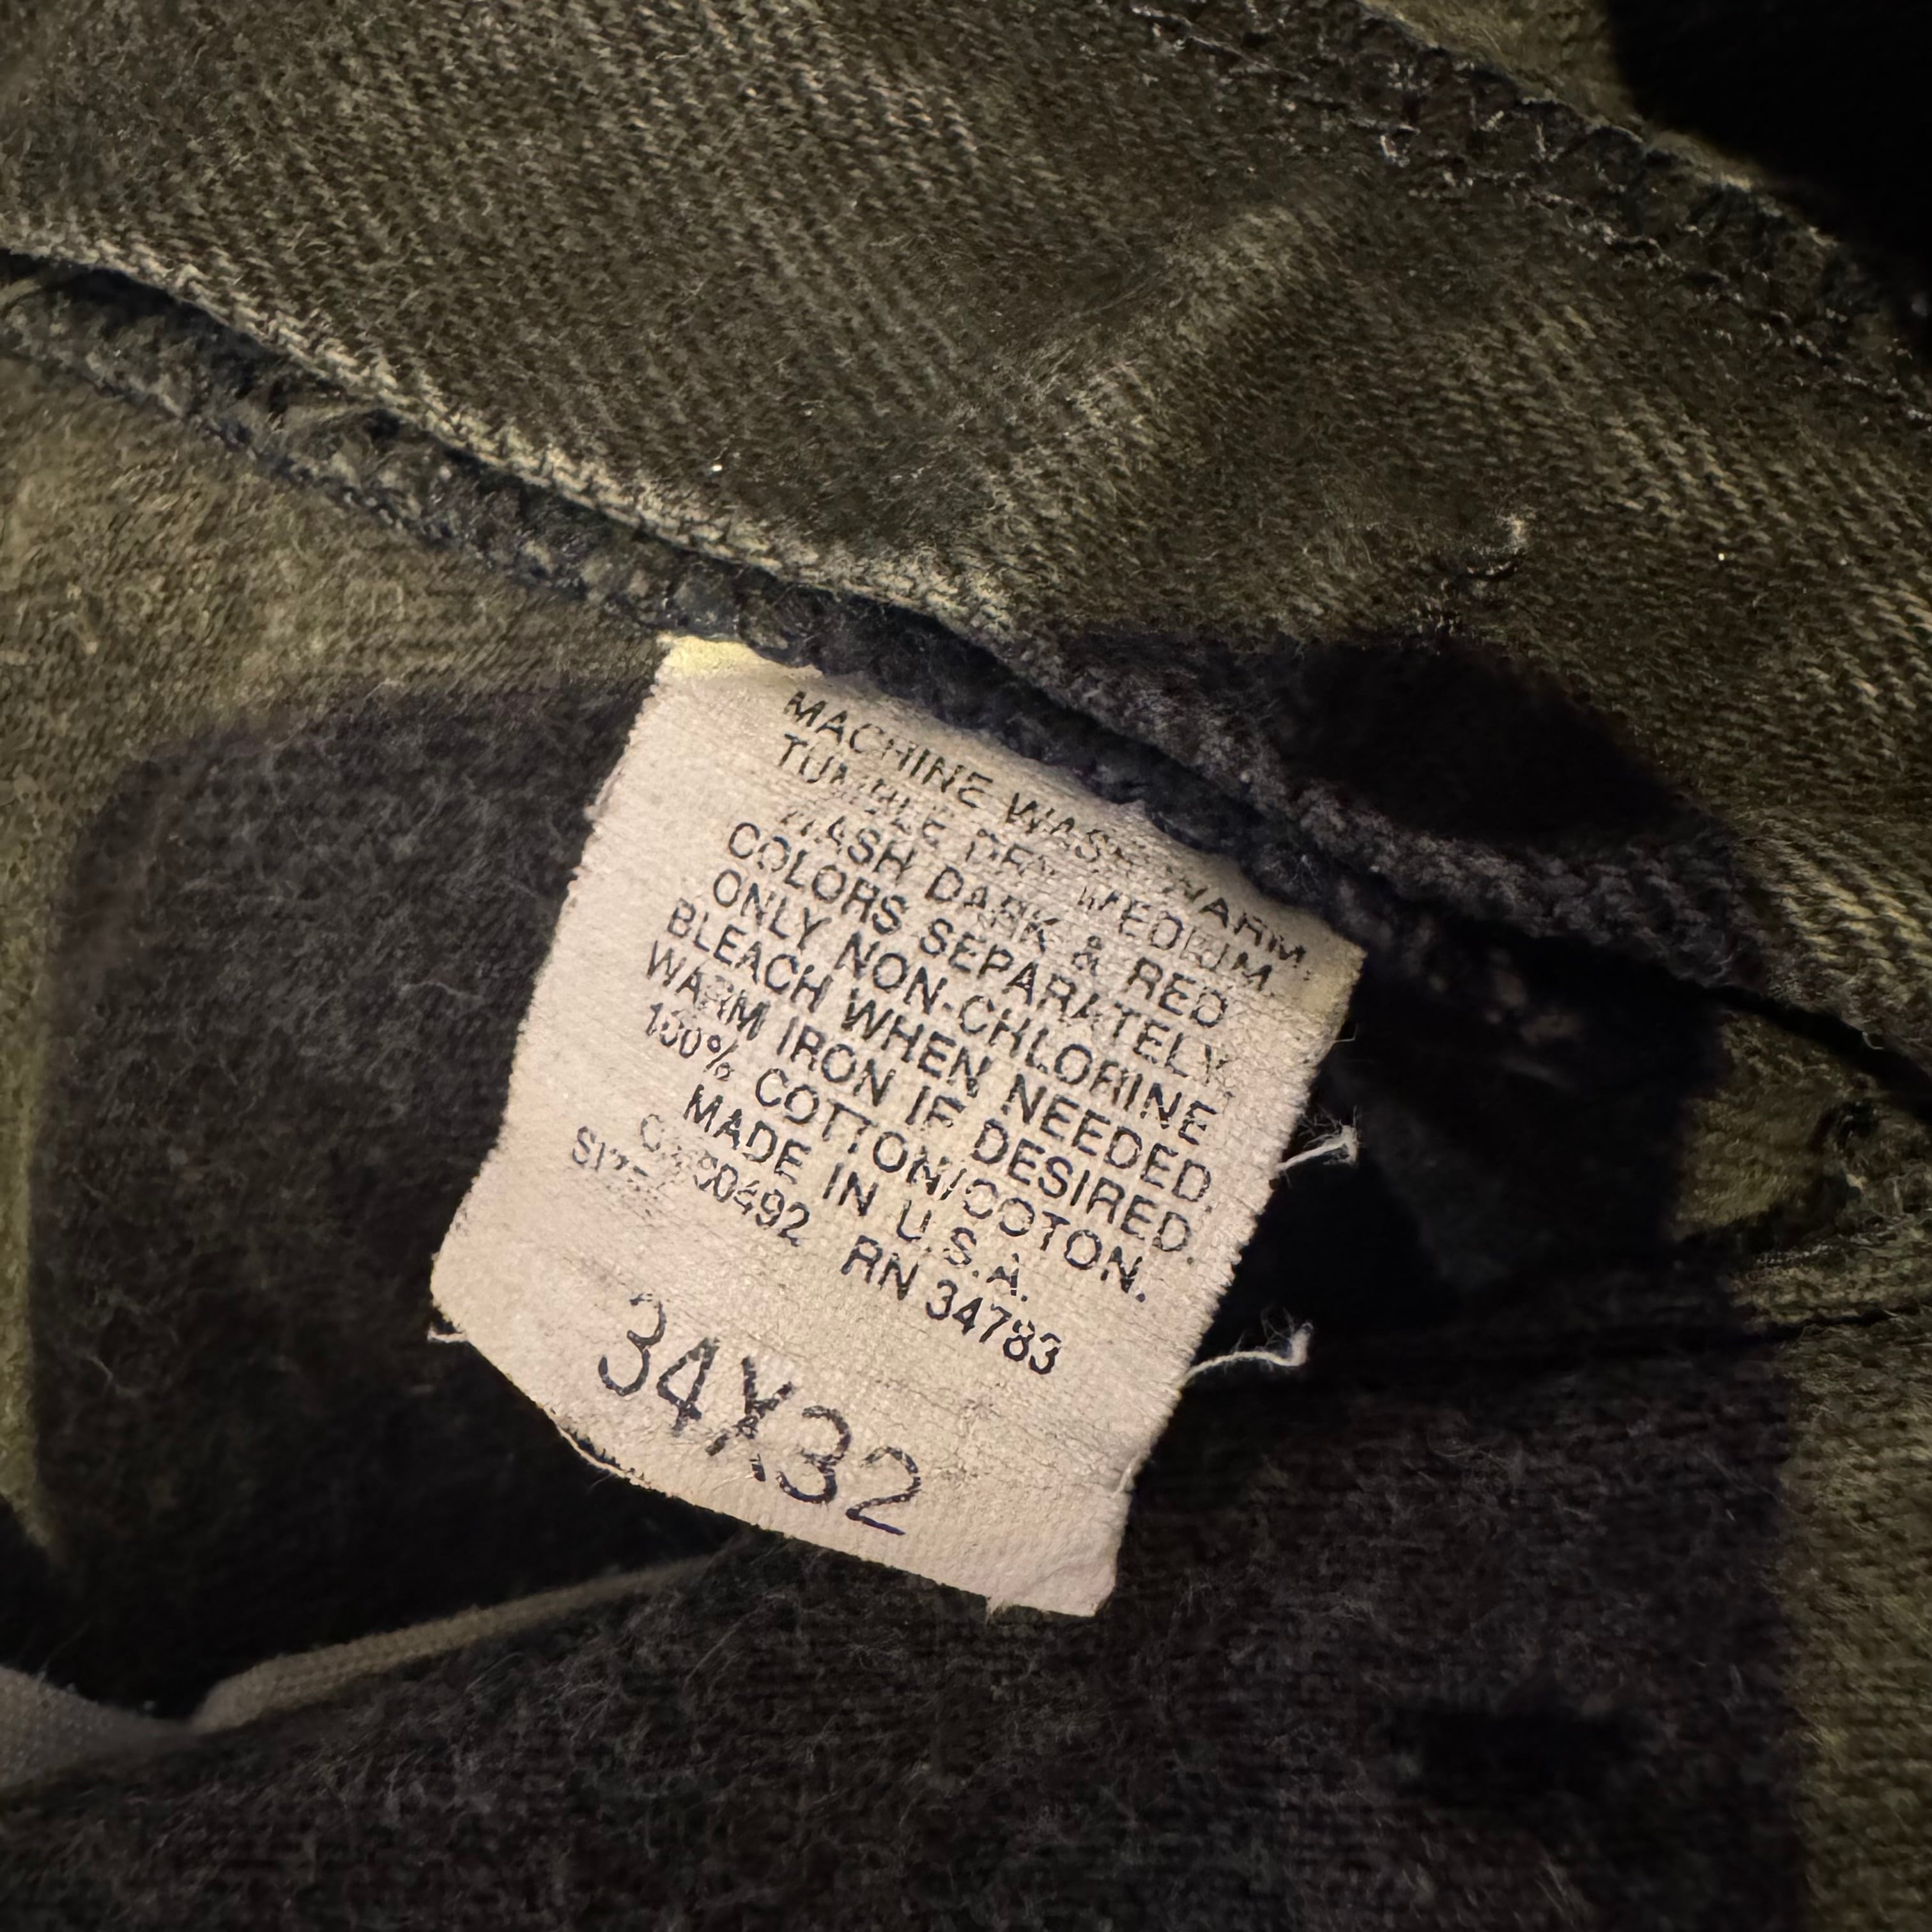 MACHINE WASH WARM.
TUMBLE DRY MEDIUM.
WASH DARK & RED
COLORS SEPARATELY
ONLY NON-CHLORINE
BLEACH WHEN NEEDED.
WARM IRON IF DESIRED.
100% COTTON/COTON.
MADE IN U.S.A.
RN 34783
SIZE
34X32